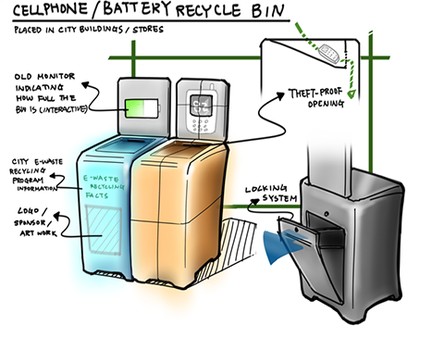 CELLPHONE/BATTERY RECYCLE BIN
PLACED IN CITY BUILDINGS/STORES
OLD MONITOR
INDICATING
HOW FULL THE
BIN IS (INTERACTIVE)
THEFT-PROOF
OPENING
CITY E-WASTE
RECYCLING
PROGRAM
INFORMATION
E-WASTE
RECYCLING
FACTS
LOCKING
SYSTEM
LOGO/
SPONSOR/
ART WORK